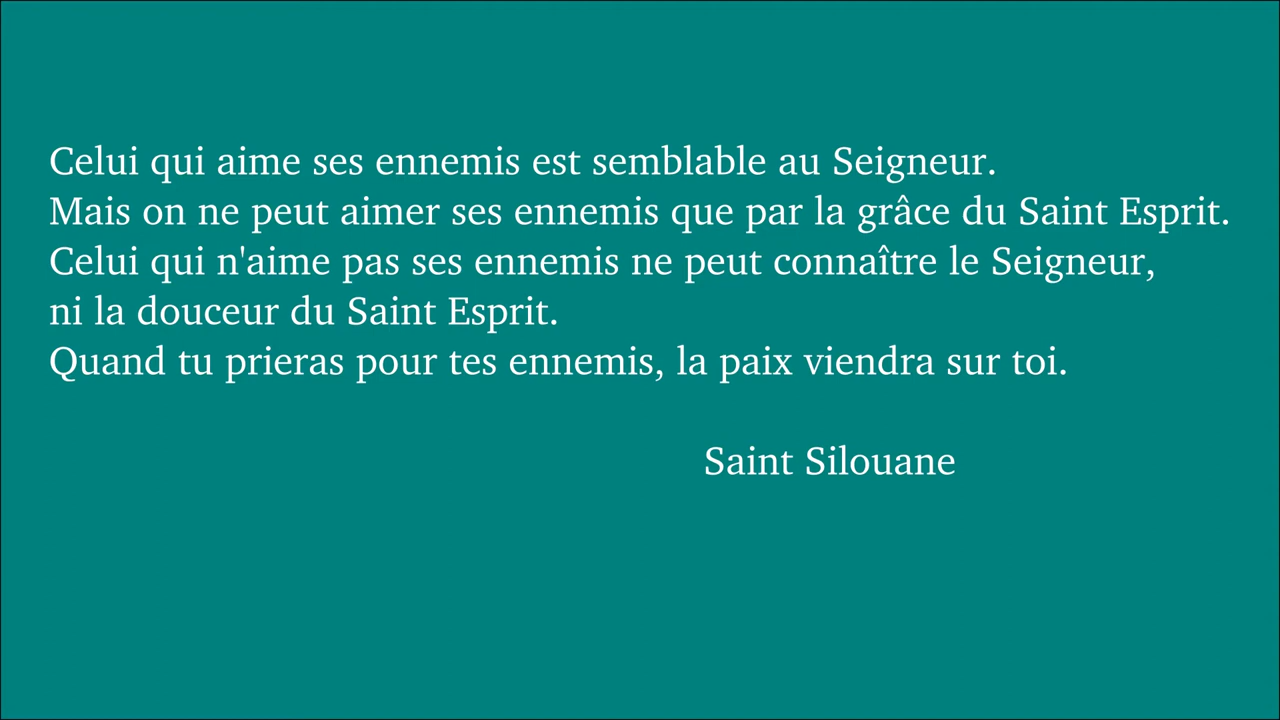 Celui qui aime ses ennemis est semblable au Seigneur.
Mais on ne peut aimer ses ennemis que par la grâce du Saint Esprit.
Celui qui n'aime pas ses ennemis ne peut connaître le Seigneur,
ni la douceur du Saint Esprit.
Quand tu prieras pour tes ennemis, la paix viendra sur toi.
Saint Silouane